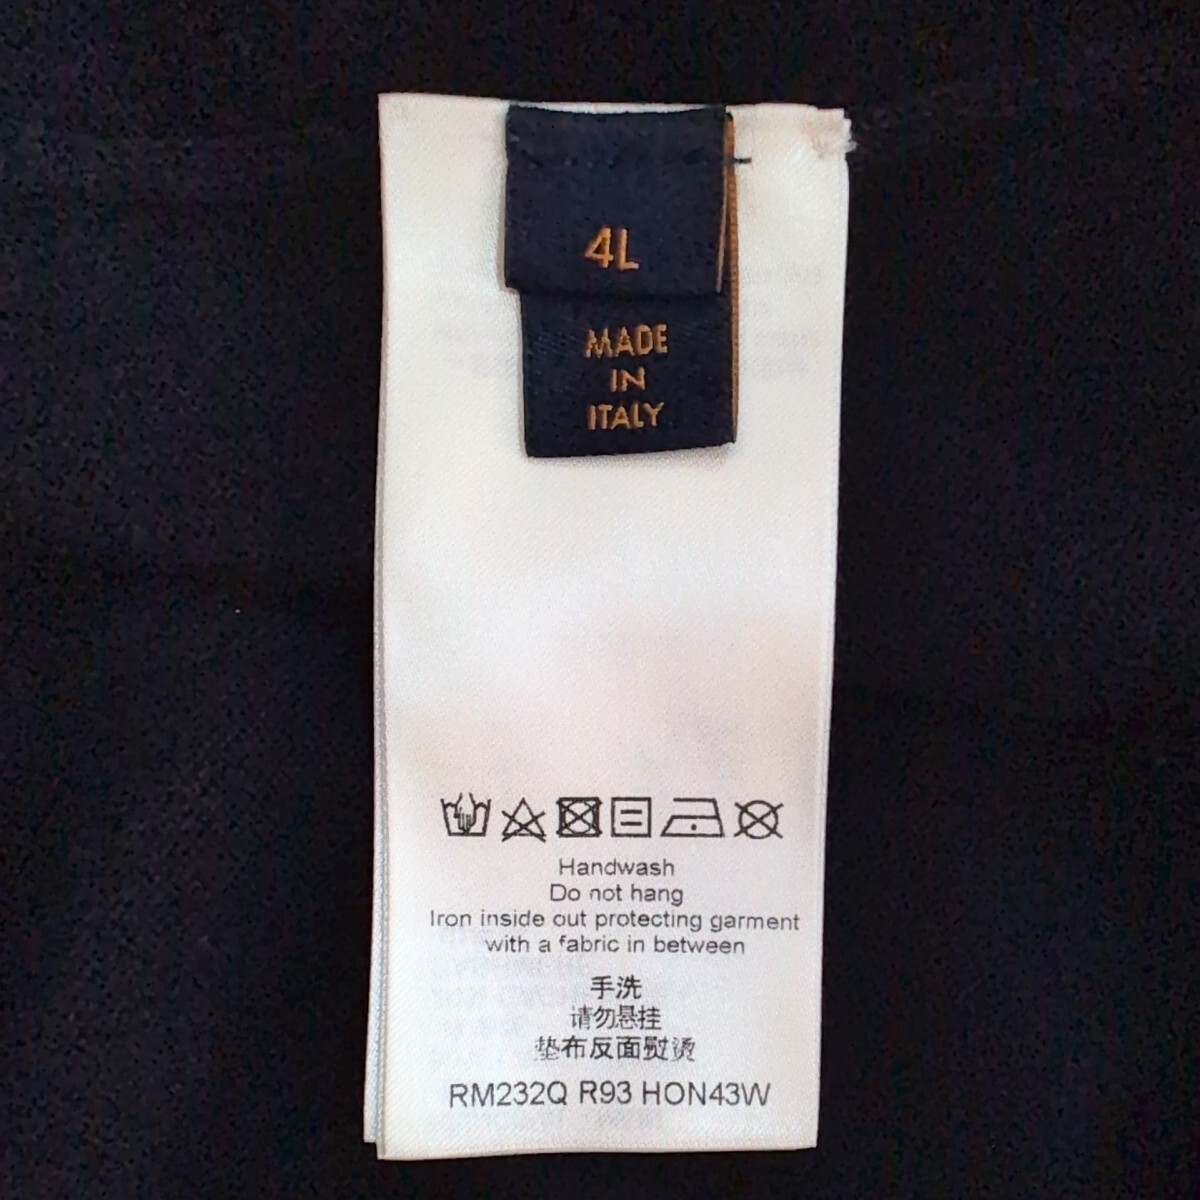 4L
MADE
IN
ITALY
Handwash
Do not hang
Iron inside out protecting garment
with a fabric in between
手洗
请勿悬挂
垫布反面熨烫
RM232Q R93 HON43W